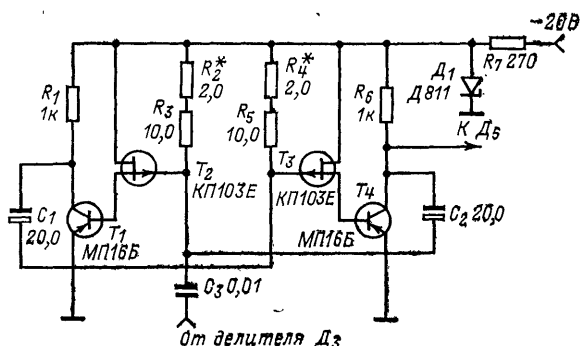 −20В
R7 270
Д1
Д811
К Д5
R1
1к
R2*
2,0
R3
10,0
R4*
2,0
R5
10,0
R6
1к
T2
КП103Е
T3
КП103Е
T4
C1
20,0
T1
МП16Б
МП16Б
C2 20,0
C3 0,01
От делителя Д3